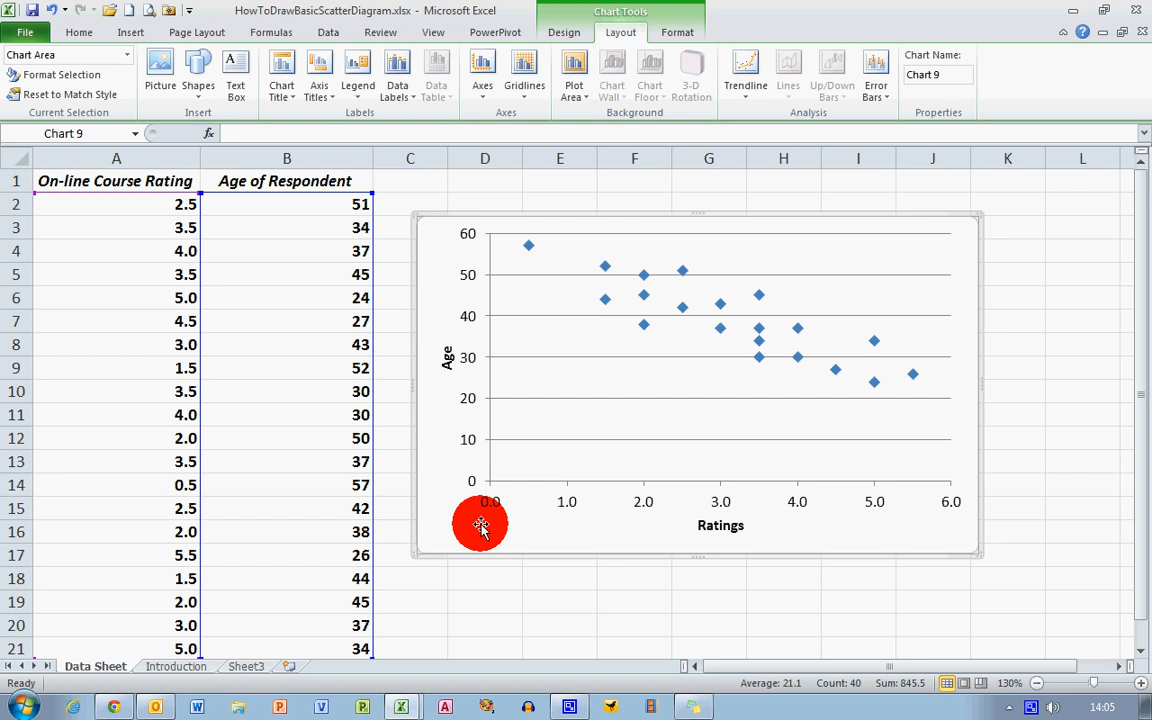 HowToDrawBasicScatterDiagram.xlsx - Microsoft Excel
Chart Tools
File Home Insert Page Layout Formulas Data Review View PowerPivot Design Layout Format
Chart Area
Format Selection
Reset to Match Style
Current Selection
Picture Shapes Text Box
Insert
Chart Title Axis Titles Legend Data Labels Data Table
Labels
Axes Gridlines
Axes
Plot Area Chart Wall Chart Floor 3-D Rotation
Background
Trendline Lines Up/Down Bars Error Bars
Analysis
Chart Name:
Chart 9
Properties
Chart 9 fx
A B C D E F G H I J K L
1 On-line Course Rating Age of Respondent
2 2.5 51
3 3.5 34
4 4.0 37
5 3.5 45
6 5.0 24
7 4.5 27
8 3.0 43
9 1.5 52
10 3.5 30
11 4.0 30
12 2.0 50
13 3.5 37
14 0.5 57
15 2.5 42
16 2.0 38
17 5.5 26
18 1.5 44
19 2.0 45
20 3.0 37
21 5.0 34
60
50
40
30
20
10
0
Age
0.0 1.0 2.0 3.0 4.0 5.0 6.0
Ratings
Data Sheet Introduction Sheet3
Ready Average: 21.1 Count: 40 Sum: 845.5 130%
14:05